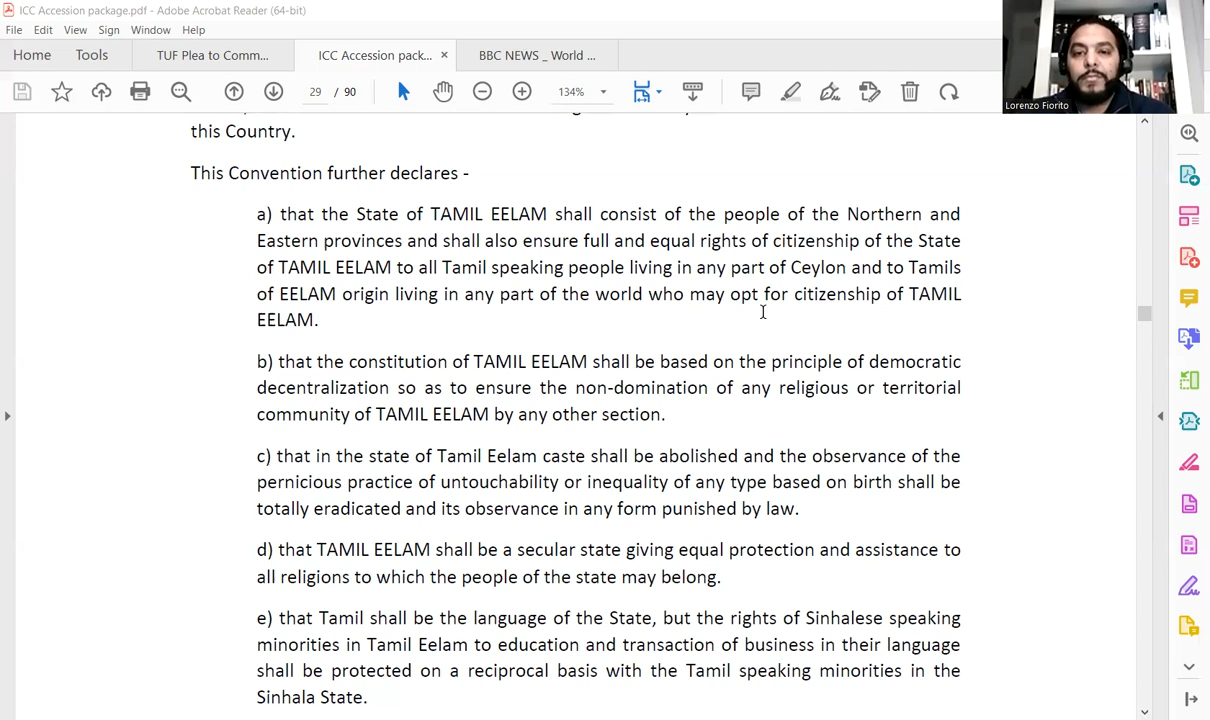 ICC Accession package.pdf - Adobe Acrobat Reader (64-bit)
File Edit View Sign Window Help
Home Tools TUF Plea to Comm... ICC Accession pack... × BBC NEWS _ World ...
29 / 90 134%
Lorenzo Fiorito
this Country.
This Convention further declares -
a) that the State of TAMIL EELAM shall consist of the people of the Northern and
Eastern provinces and shall also ensure full and equal rights of citizenship of the State
of TAMIL EELAM to all Tamil speaking people living in any part of Ceylon and to Tamils
of EELAM origin living in any part of the world who may opt for citizenship of TAMIL
EELAM.
b) that the constitution of TAMIL EELAM shall be based on the principle of democratic
decentralization so as to ensure the non-domination of any religious or territorial
community of TAMIL EELAM by any other section.
c) that in the state of Tamil Eelam caste shall be abolished and the observance of the
pernicious practice of untouchability or inequality of any type based on birth shall be
totally eradicated and its observance in any form punished by law.
d) that TAMIL EELAM shall be a secular state giving equal protection and assistance to
all religions to which the people of the state may belong.
e) that Tamil shall be the language of the State, but the rights of Sinhalese speaking
minorities in Tamil Eelam to education and transaction of business in their language
shall be protected on a reciprocal basis with the Tamil speaking minorities in the
Sinhala State.